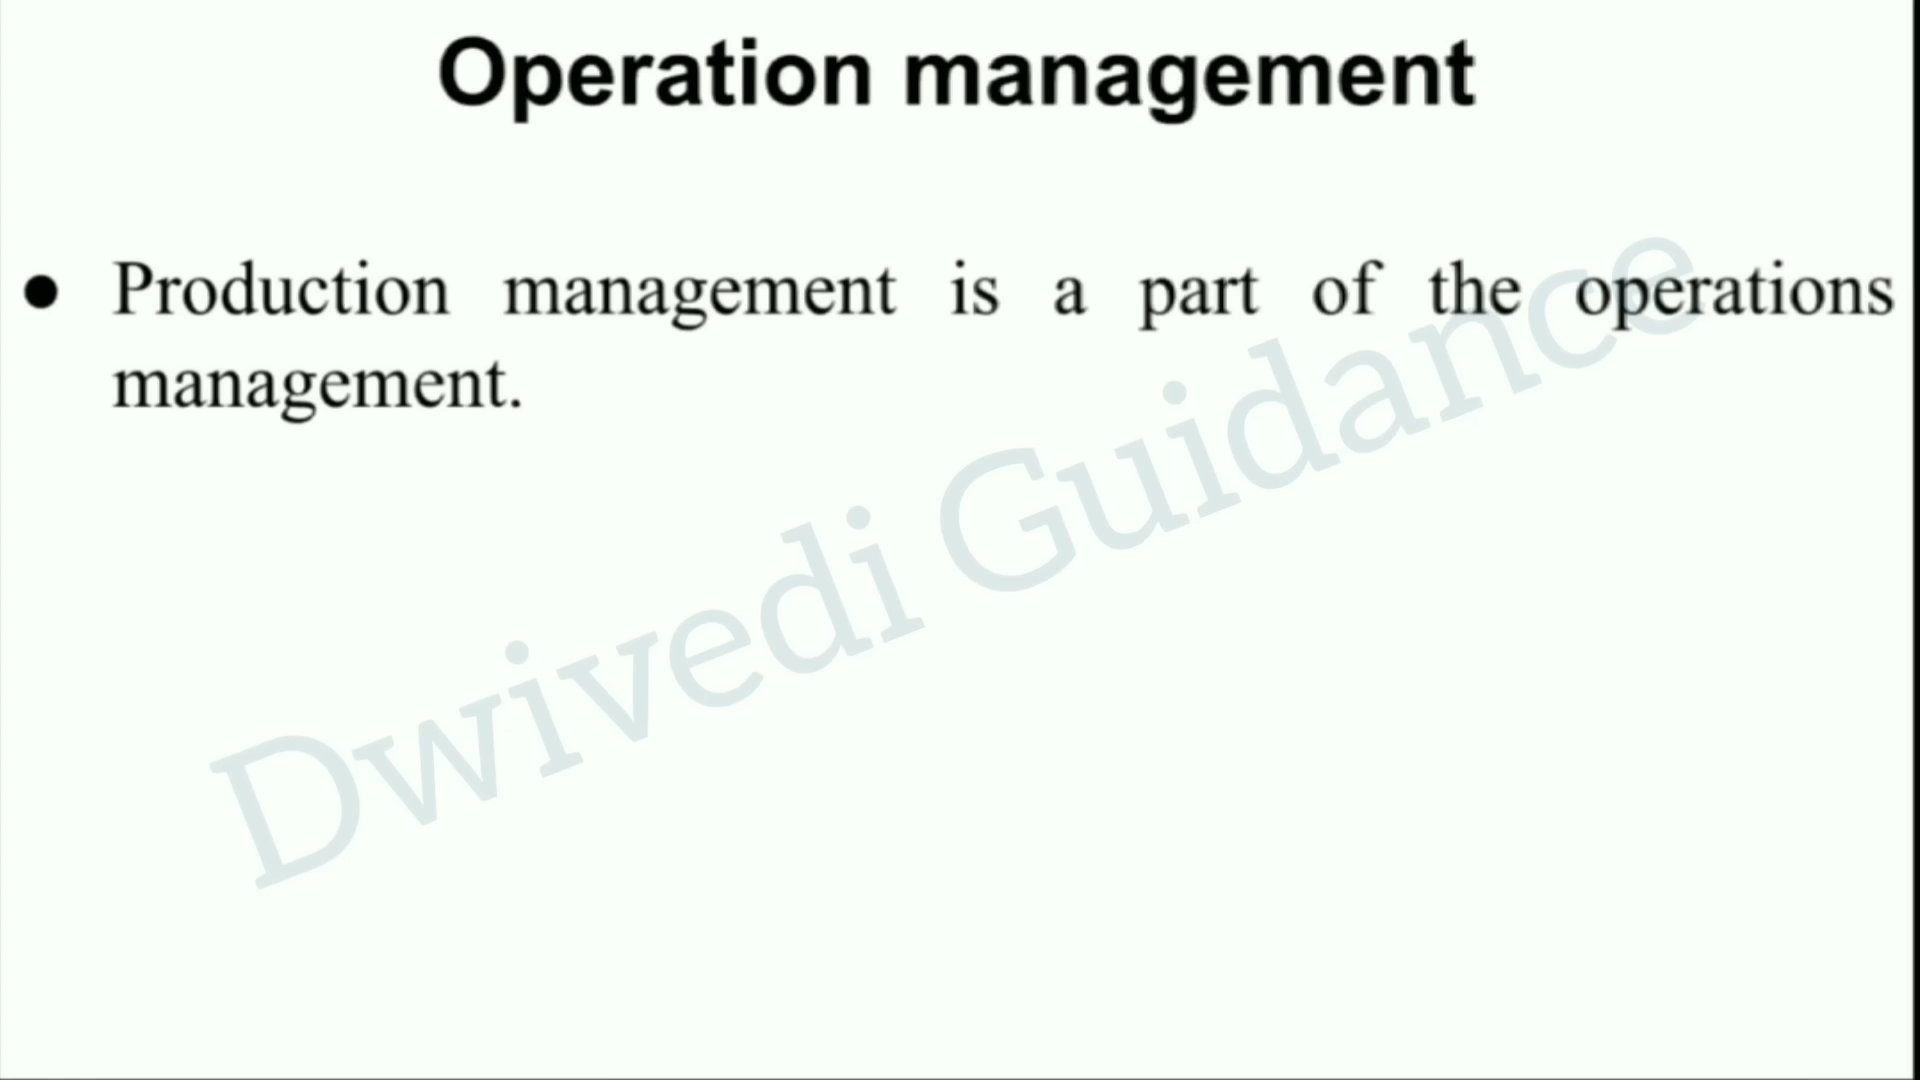 Operation management
● Production management is a part of the operations
management.
Dwivedi Guidance